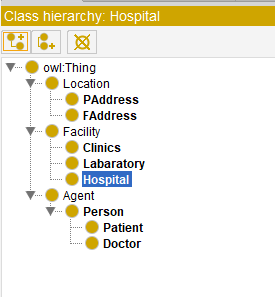 Class hierarchy: Hospital
owl:Thing
Location
PAddress
FAddress
Facility
Clinics
Labaratory
Hospital
Agent
Person
Patient
Doctor